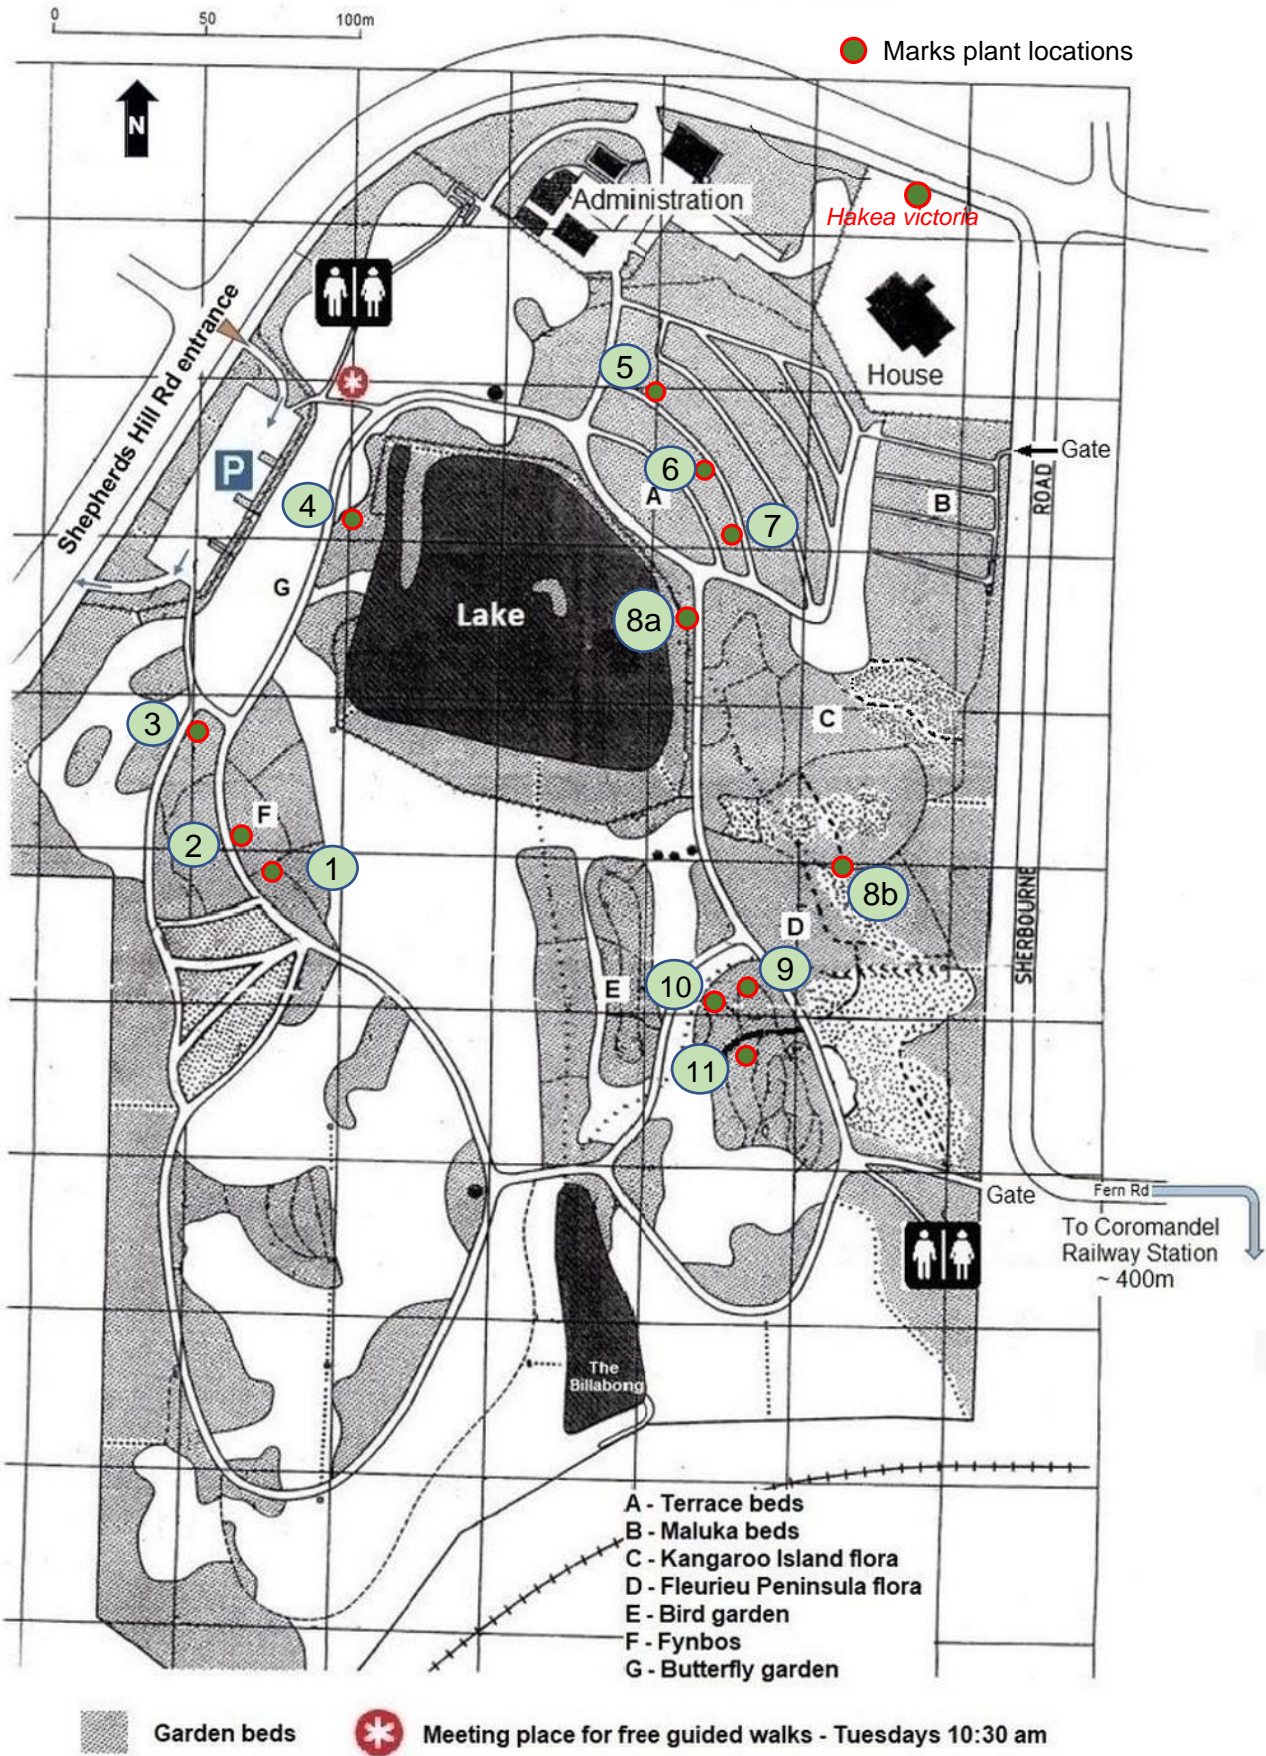 0 50 100m
Marks plant locations
N
Administration
Hakea victoria
Shepherds Hill Rd entrance
House
5
Gate
P
6
A
B
ROAD
4
7
G
Lake
8a
3
C
F
2
1
8b
D
SHERBOURNE
9
10
E
11
Gate
Fern Rd
To Coromandel
Railway Station
~ 400m
The
Billabong
A - Terrace beds
B - Maluka beds
C - Kangaroo Island flora
D - Fleurieu Peninsula flora
E - Bird garden
F - Fynbos
G - Butterfly garden
Garden beds
Meeting place for free guided walks - Tuesdays 10:30 am